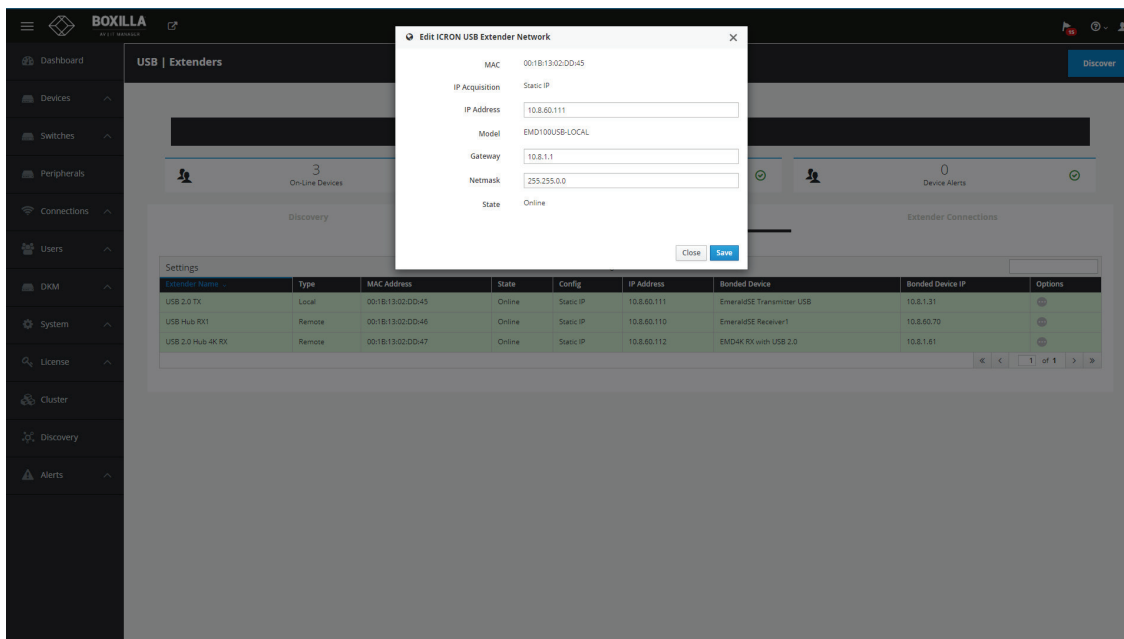 BOXILLA
AV | IT MANAGER
15
Dashboard
Devices
Switches
Peripherals
Connections
Users
DKM
System
License
Cluster
Discovery
Alerts
USB | Extenders
Discover
Edit ICRON USB Extender Network
MAC 00:1B:13:02:DD:45
IP Acquisition Static IP
IP Address 10.8.60.111
Model EMD100USB-LOCAL
Gateway 10.8.1.1
Netmask 255.255.0.0
State Online
Close Save
3
On-Line Devices
0
Device Alerts
Discovery Extender Connections
Settings
Extender Name Type MAC Address State Config IP Address Bonded Device Bonded Device IP Options
USB 2.0 TX Local 00:1B:13:02:DD:45 Online Static IP 10.8.60.111 EmeraldSE Transmitter USB 10.8.1.31
USB Hub RX1 Remote 00:1B:13:02:DD:46 Online Static IP 10.8.60.110 EmeraldSE Receiver1 10.8.60.70
USB 2.0 Hub 4K RX Remote 00:1B:13:02:DD:47 Online Static IP 10.8.60.112 EMD4K RX with USB 2.0 10.8.1.61
1 of 1